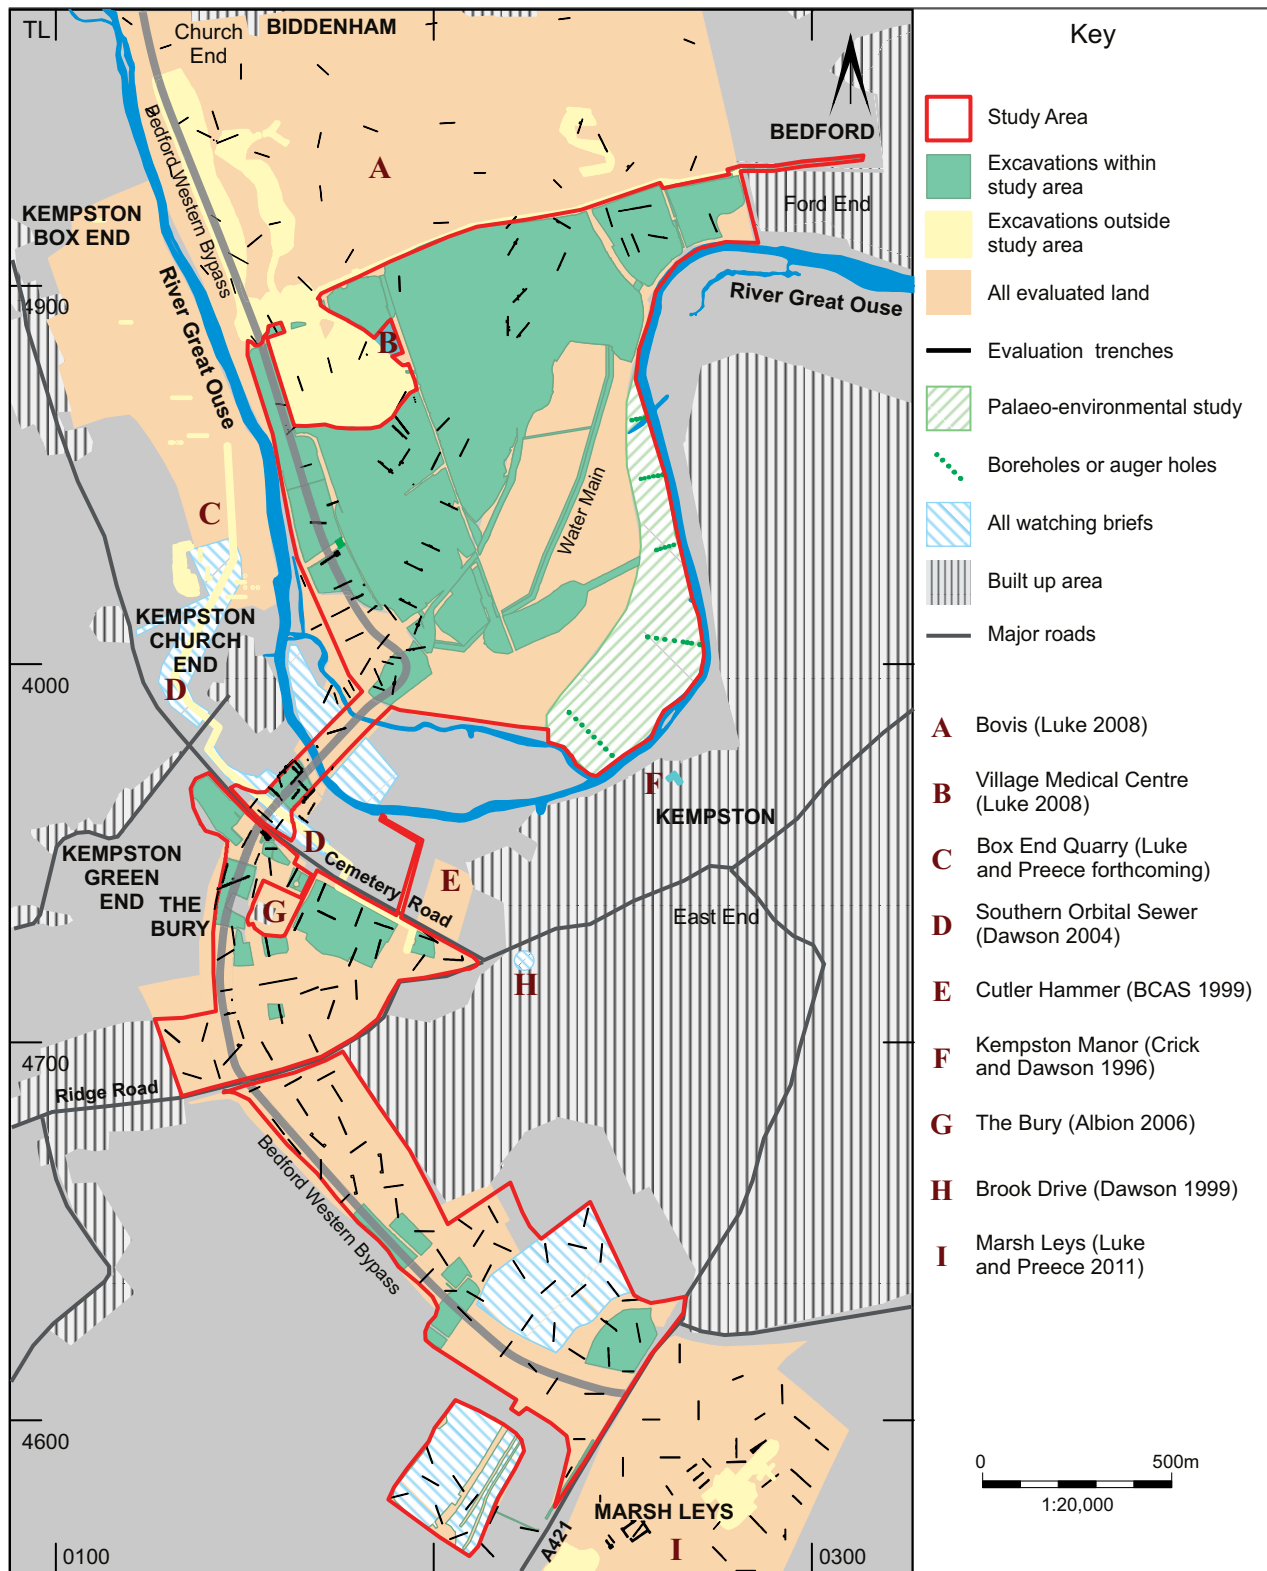 TL
Church
End
BIDDENHAM
BEDFORD
Ford End
Bedford Western Bypass
A
KEMPSTON
BOX END
River Great Ouse
River Great Ouse
4900
B
Water Main
C
KEMPSTON
CHURCH
END
D
4000
F
KEMPSTON
KEMPSTON
GREEN
END
THE
BURY
D
Cemetery Road
E
G
East End
H
4700
Ridge Road
Bedford Western Bypass
4600
MARSH LEYS
A421
I
0100
0300
Key
Study Area
Excavations within
study area
Excavations outside
study area
All evaluated land
Evaluation trenches
Palaeo-environmental study
Boreholes or auger holes
All watching briefs
Built up area
Major roads
A Bovis (Luke 2008)
B Village Medical Centre
(Luke 2008)
C Box End Quarry (Luke
and Preece forthcoming)
D Southern Orbital Sewer
(Dawson 2004)
E Cutler Hammer (BCAS 1999)
F Kempston Manor (Crick
and Dawson 1996)
G The Bury (Albion 2006)
H Brook Drive (Dawson 1999)
I Marsh Leys (Luke
and Preece 2011)
0 500m
1:20,000